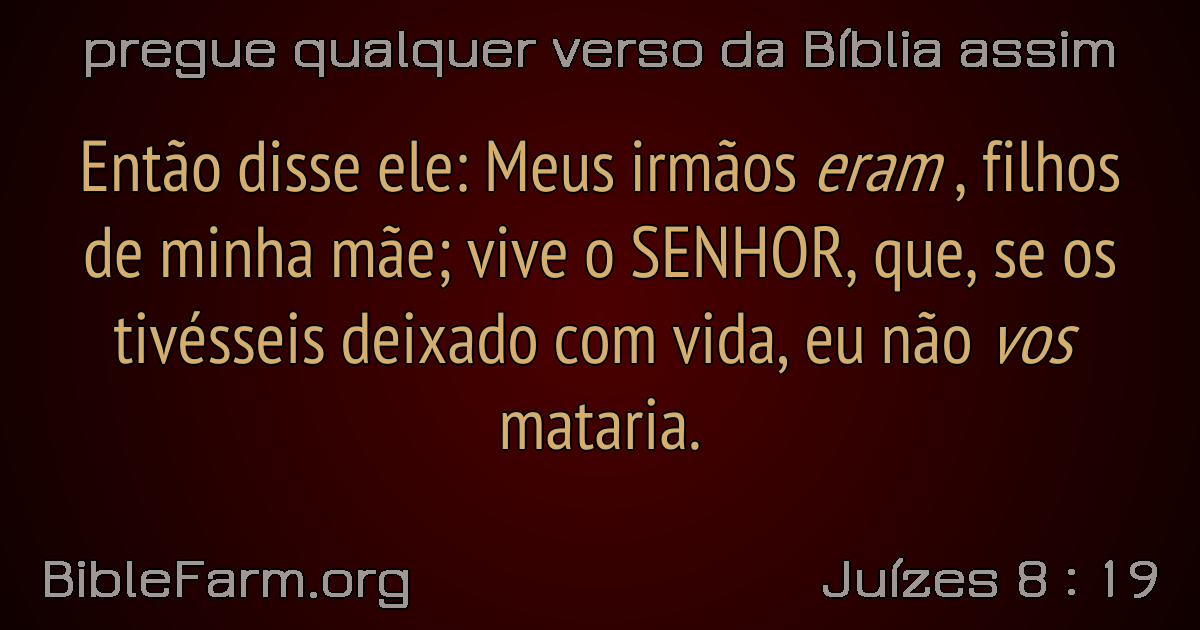 pregue qualquer verso da Bíblia assim
Então disse ele: Meus irmãos eram , filhos
de minha mãe; vive o SENHOR, que, se os
tivésseis deixado com vida, eu não vos
mataria.
BibleFarm.org
Juízes 8 : 19